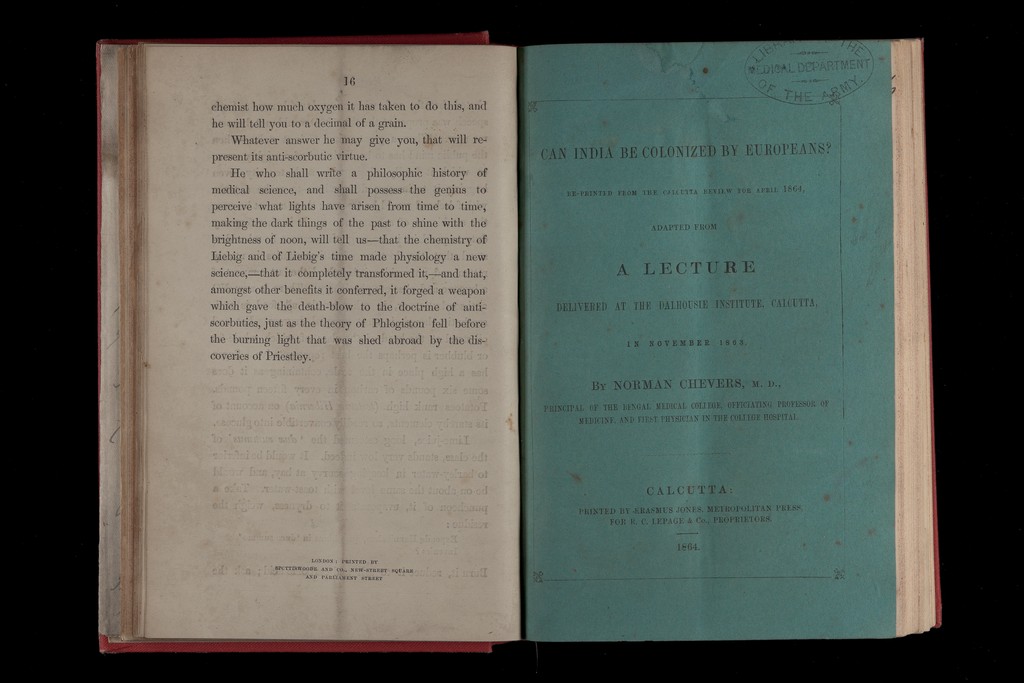 16
chemist how much oxygen it has taken to do this, and
he will tell you to a decimal of a grain.
Whatever answer he may give you, that will re-
present its anti-scorbutic virtue.
He who shall write a philosophic history of
medical science, and shall possess the genius to
perceive what lights have arisen from time to time,
making the dark things of the past to shine with the
brightness of noon, will tell us—that the chemistry of
Liebig and of Liebig's time made physiology a new
science,—that it completely transformed it,—and that,
amongst other benefits it conferred, it forged a weapon
which gave the death-blow to the doctrine of anti-
scorbutics, just as the theory of Phlogiston fell before
the burning light that was shed abroad by the dis-
coveries of Priestley.
LONDON: PRINTED BY
SPOTTISWOODE AND CO., NEW-STREET SQUARE
AND PARLIAMENT STREET
THE
MEDICAL DEPARTMENT
OF THE ARMY.
CAN INDIA BE COLONIZED BY EUROPEANS?
RE-PRINTED FROM THE CALCUTTA REVIEW FOR APRIL 1864,
ADAPTED FROM
A LECTURE
DELIVERED AT THE DALHOUSIE INSTITUTE, CALCUTTA,
IN NOVEMBER 1863,
BY NORMAN CHEVERS, M. D.,
PRINCIPAL OF THE BENGAL MEDICAL COLLEGE, OFFICIATING PROFESSOR OF
MEDICINE, AND FIRST PHYSICIAN IN THE COLLEGE HOSPITAL.
CALCUTTA:
PRINTED BY ERASMUS JONES, METROPOLITAN PRESS,
FOR R. C. LEPAGE & Co., PROPRIETORS.
1864.